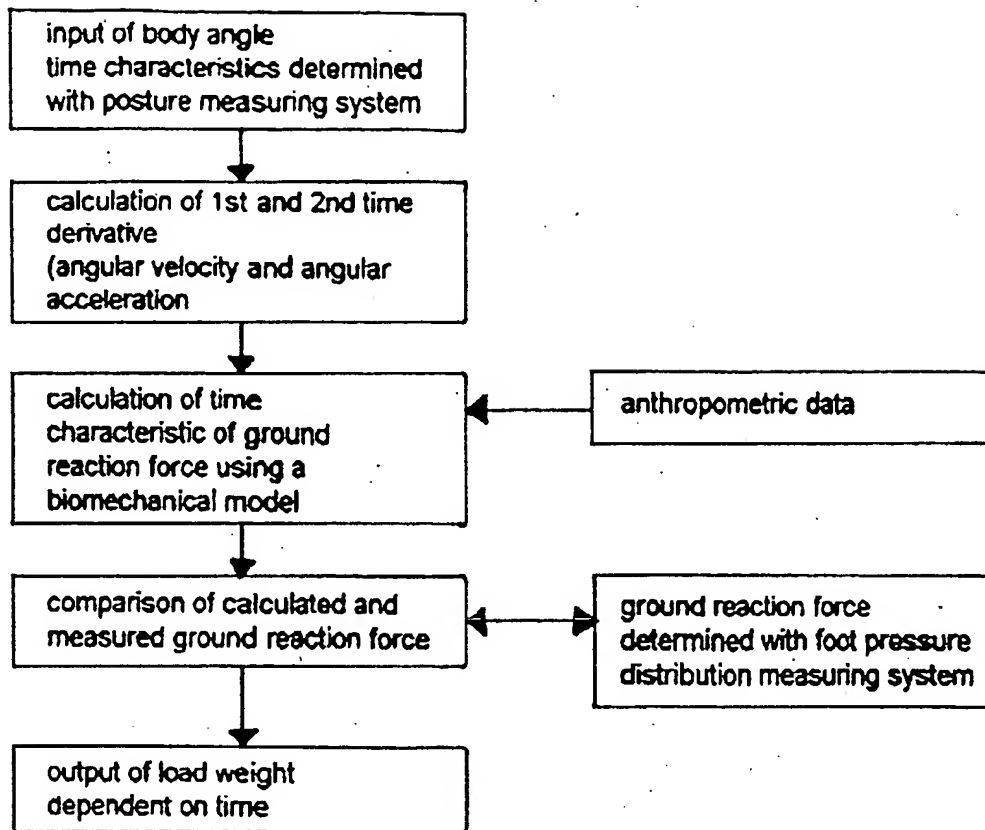 input of body angle
time characteristics determined
with posture measuring system
calculation of 1st and 2nd time
derivative
(angular velocity and angular
acceleration
calculation of time
characteristic of ground
reaction force using a
biomechanical model
anthropometric data
comparison of calculated and
measured ground reaction force
ground reaction force
determined with foot pressure
distribution measuring system
output of load weight
dependent on time